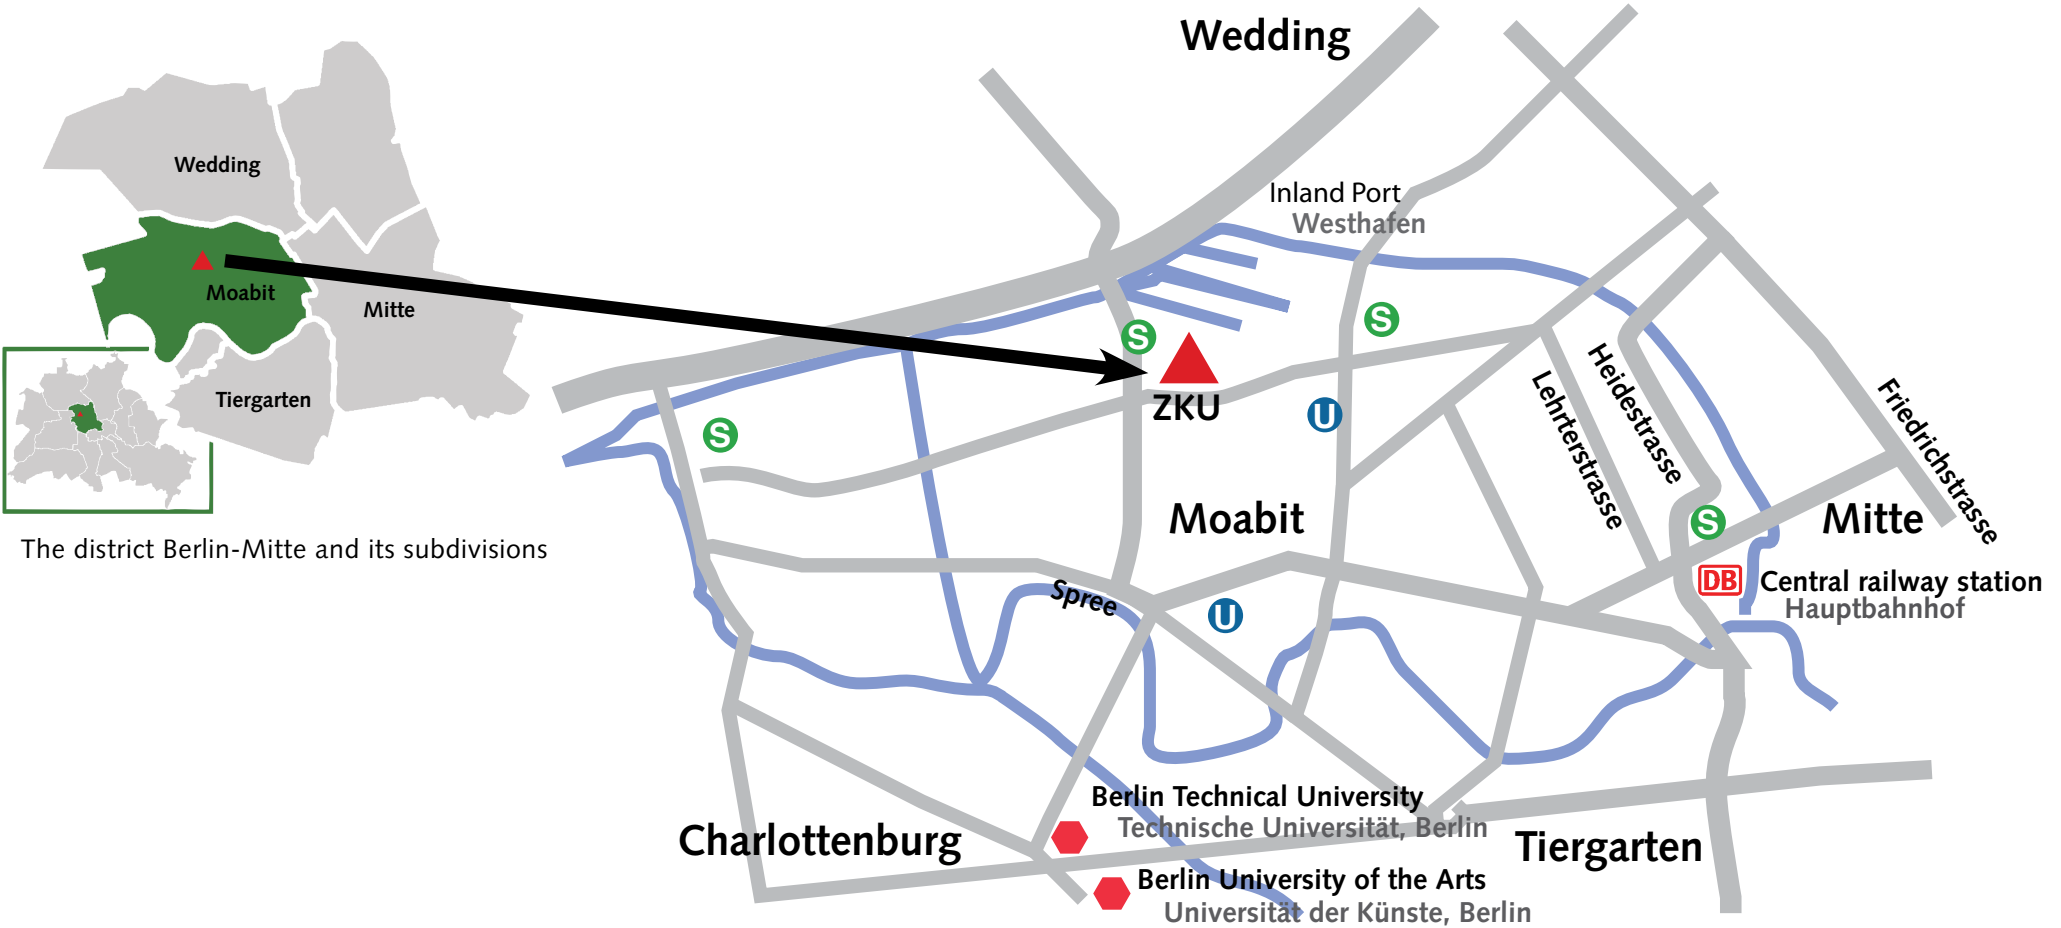 Wedding
Moabit
Mitte
Tiergarten
The district Berlin-Mitte and its subdivisions
Wedding
Inland Port
Westhafen
S
S
ZKU
U
S
Lehrterstrasse
Heidestrasse
Friedrichstrasse
Moabit
S
Mitte
DB
Central railway station
Hauptbahnhof
Spree
U
Berlin Technical University
Technische Universität, Berlin
Charlottenburg
Tiergarten
Berlin University of the Arts
Universität der Künste, Berlin